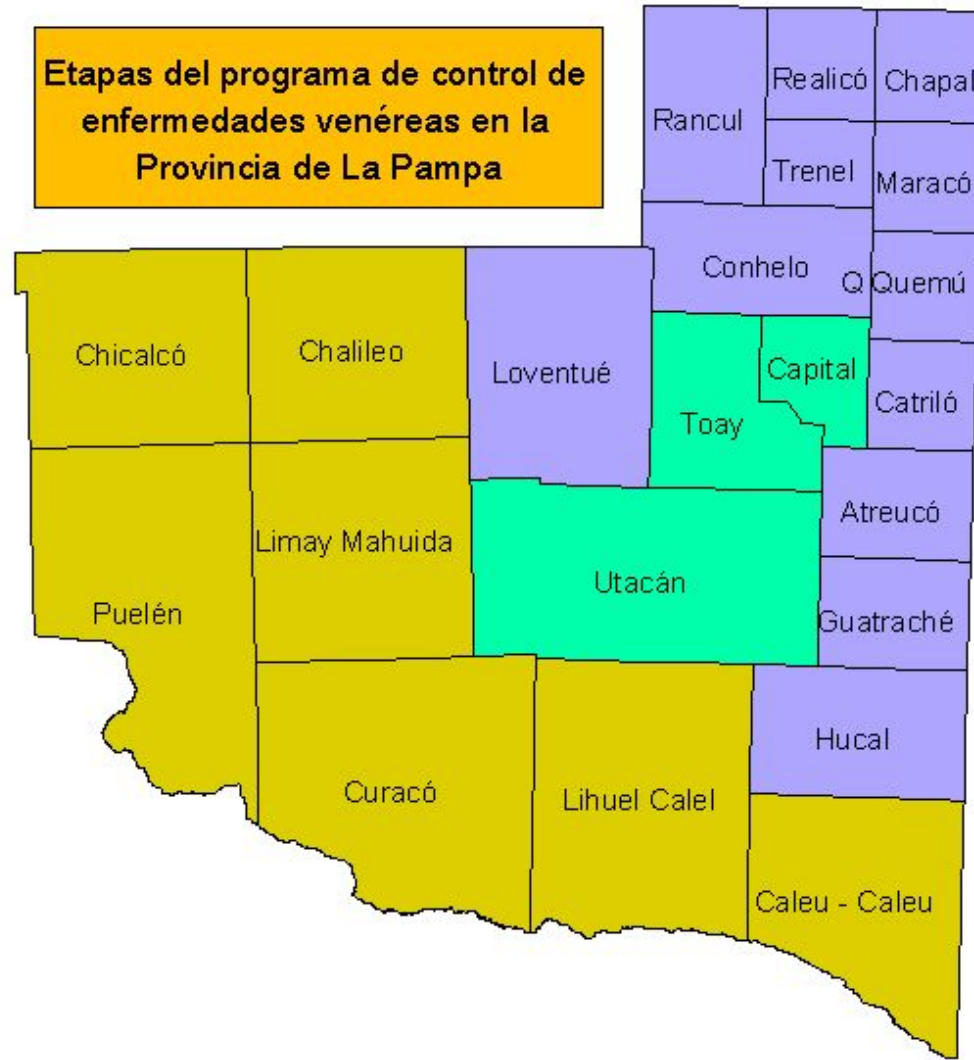 Etapas del programa de control de
enfermedades venéreas en la
Provincia de La Pampa
Rancul
Realicó
Chapal
Trenel
Maracó
Conhelo
Q Quemú
Chicalcó
Chalileo
Loventué
Capital
Toay
Catriló
Limay Mahuida
Atreucó
Utacán
Puelén
Guatraché
Hucal
Curacó
Lihuel Calel
Caleu - Caleu